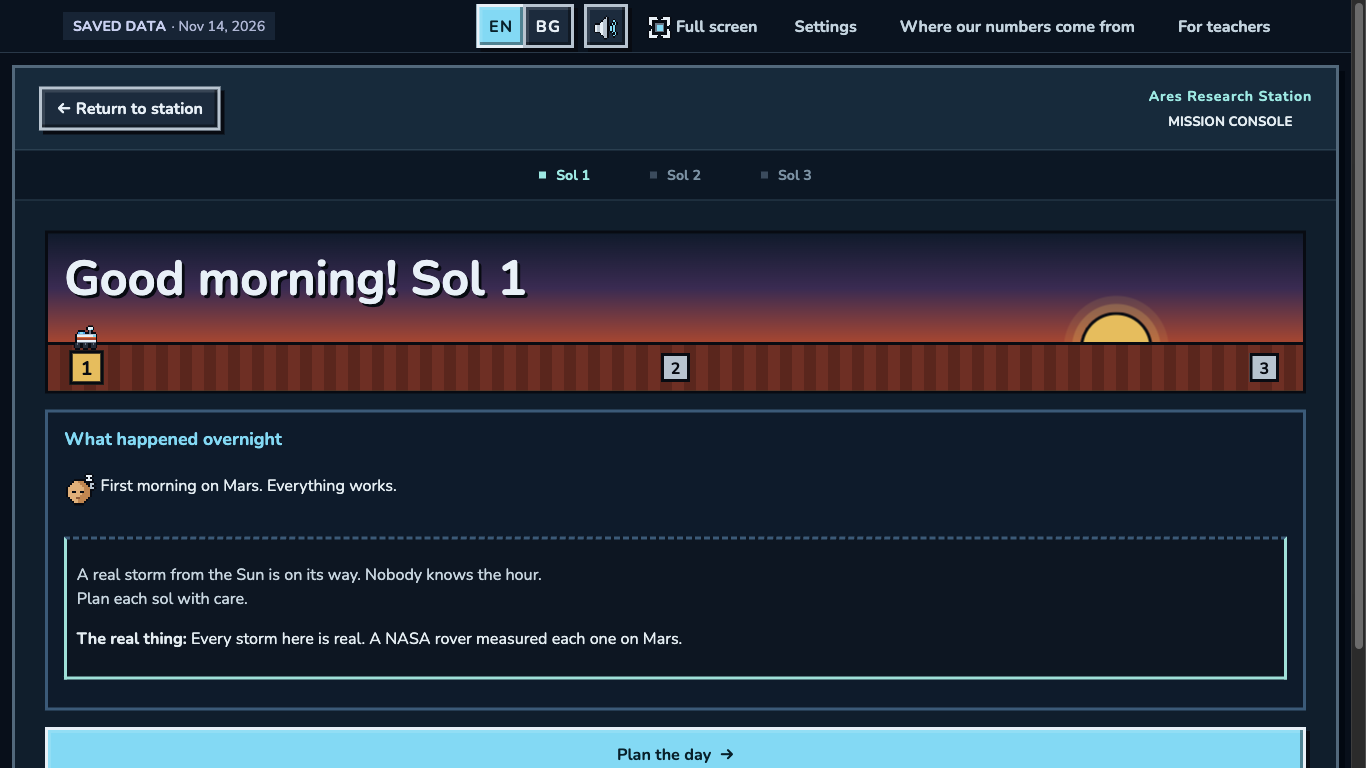 SAVED DATA · Nov 14, 2026
EN BG
Full screen
Settings
Where our numbers come from
For teachers
← Return to station
Ares Research Station
MISSION CONSOLE
Sol 1
Sol 2
Sol 3
Good morning! Sol 1
1
2
3
What happened overnight
First morning on Mars. Everything works.
A real storm from the Sun is on its way. Nobody knows the hour.
Plan each sol with care.
The real thing: Every storm here is real. A NASA rover measured each one on Mars.
Plan the day →